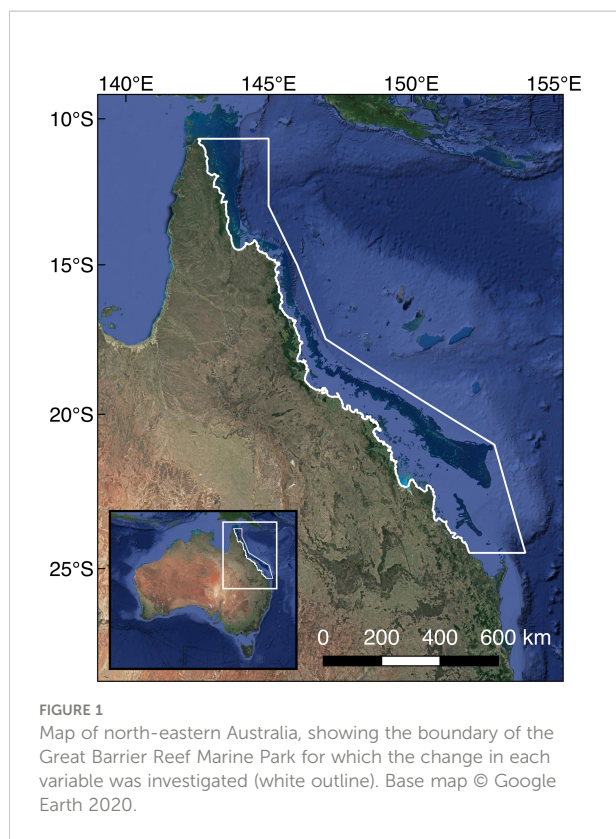 140°E 145°E 150°E 155°E
10°S
15°S
20°S
25°S
0 200 400 600 km
FIGURE 1
Map of north-eastern Australia, showing the boundary of the
Great Barrier Reef Marine Park for which the change in each
variable was investigated (white outline). Base map © Google
Earth 2020.